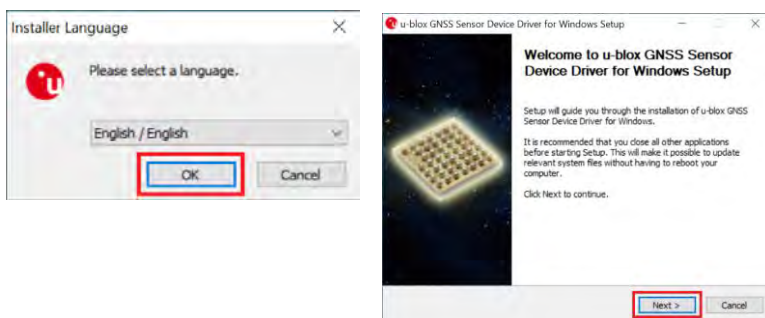 Installer Language
Please select a language.
English / English
OK
Cancel
u-blox GNSS Sensor Device Driver for Windows Setup
Welcome to u-blox GNSS Sensor
Device Driver for Windows Setup
Setup will guide you through the installation of u-blox GNSS
Sensor Device Driver for Windows.
It is recommended that you close all other applications
before starting Setup. This will make it possible to update
relevant system files without having to reboot your
computer.
Click Next to continue.
Next >
Cancel